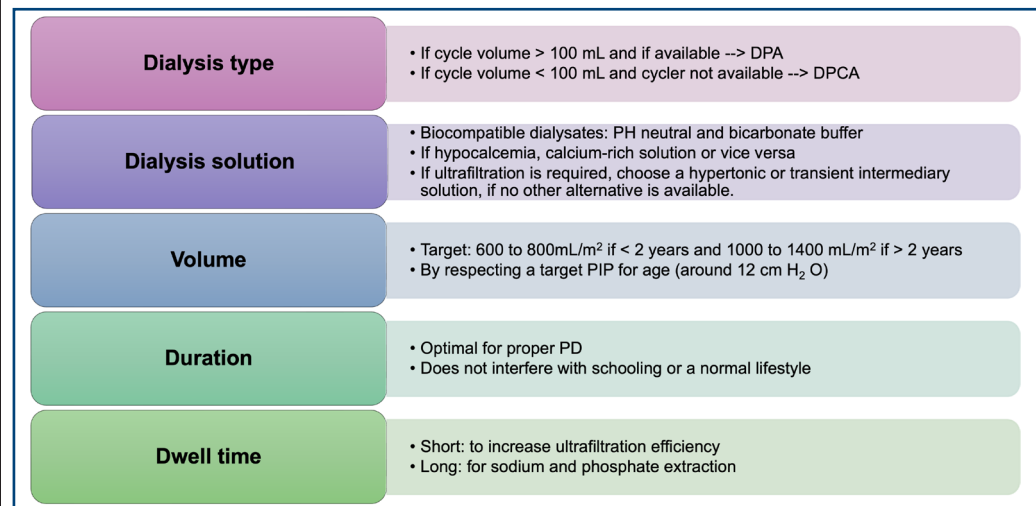 Dialysis type
• If cycle volume > 100 mL and if available --> DPA
• If cycle volume < 100 mL and cycler not available --> DPCA
Dialysis solution
• Biocompatible dialysates: PH neutral and bicarbonate buffer
• If hypocalcemia, calcium-rich solution or vice versa
• If ultrafiltration is required, choose a hypertonic or transient intermediary
solution, if no other alternative is available.
Volume
• Target: 600 to 800mL/m² if < 2 years and 1000 to 1400 mL/m² if > 2 years
• By respecting a target PIP for age (around 12 cm H₂ O)
Duration
• Optimal for proper PD
• Does not interfere with schooling or a normal lifestyle
Dwell time
• Short: to increase ultrafiltration efficiency
• Long: for sodium and phosphate extraction